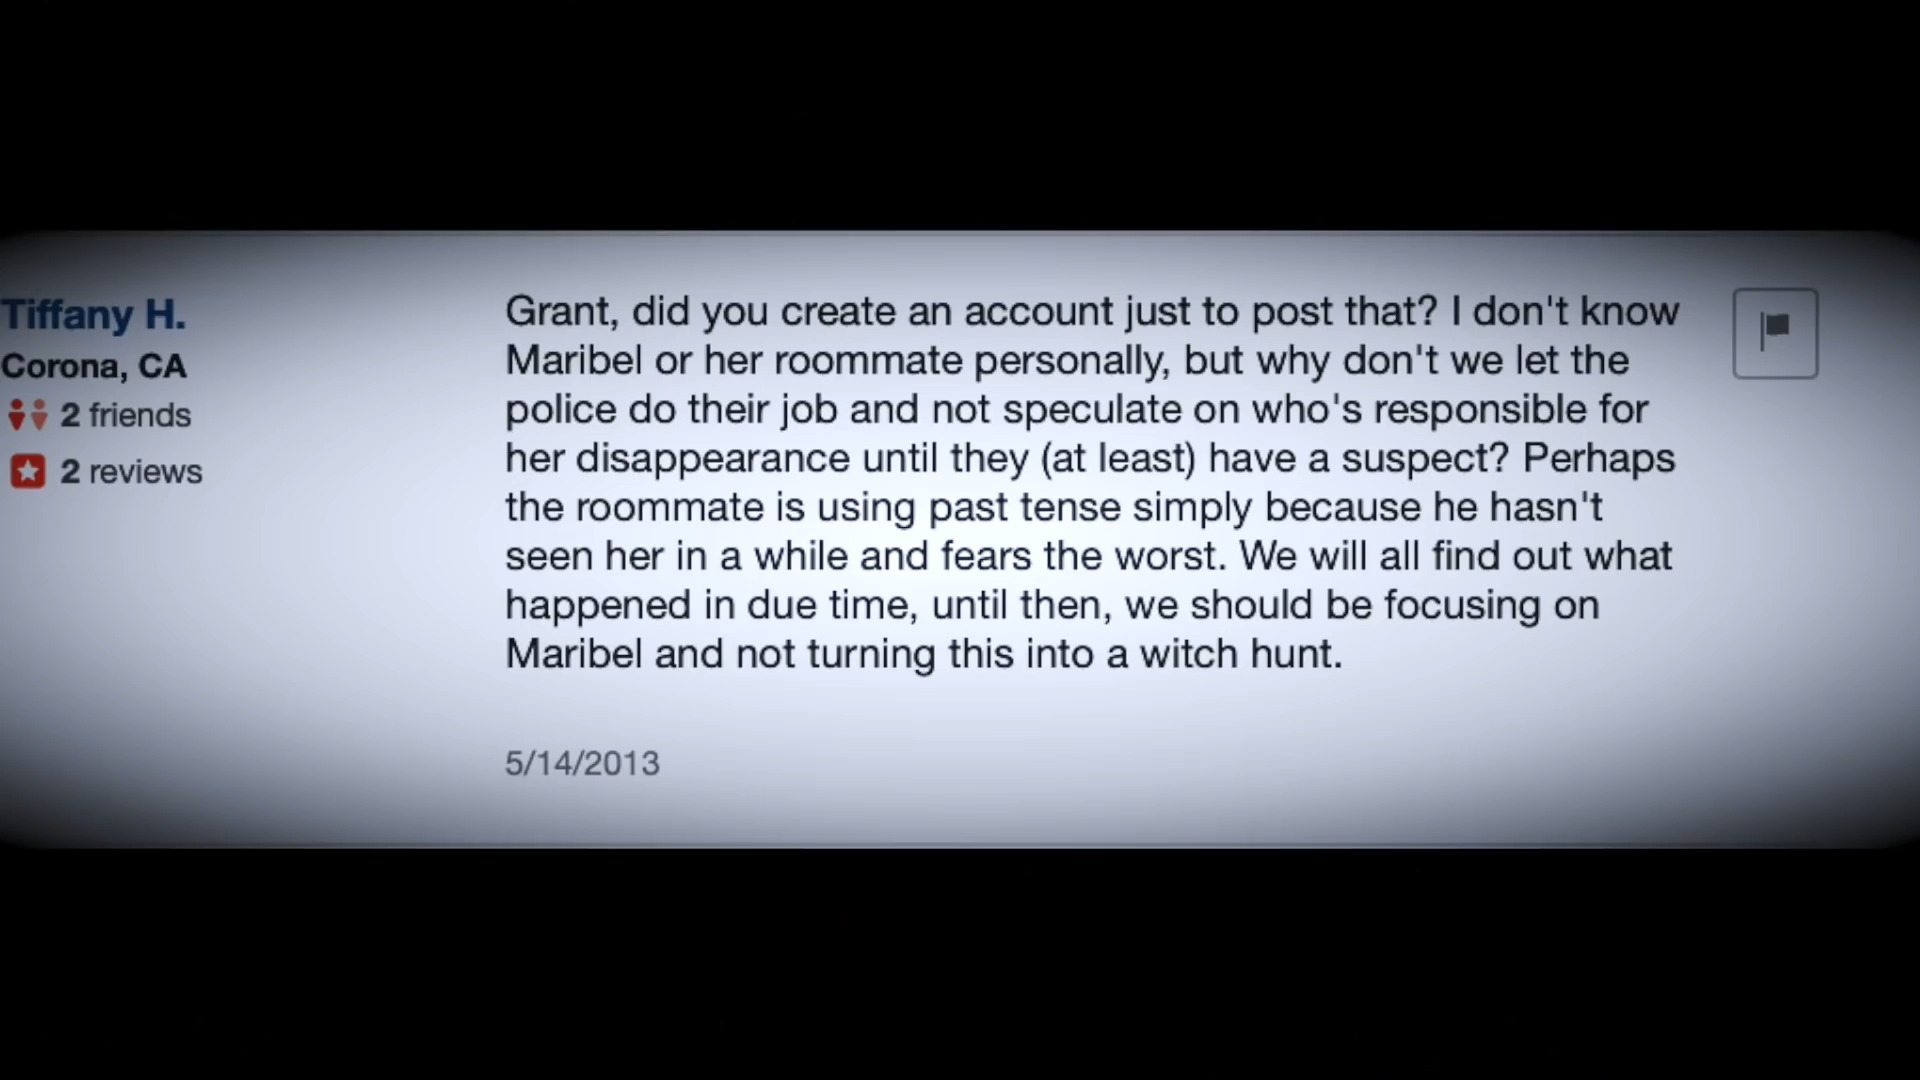 Tiffany H.
Corona, CA
2 friends
2 reviews
Grant, did you create an account just to post that? I don't know
Maribel or her roommate personally, but why don't we let the
police do their job and not speculate on who's responsible for
her disappearance until they (at least) have a suspect? Perhaps
the roommate is using past tense simply because he hasn't
seen her in a while and fears the worst. We will all find out what
happened in due time, until then, we should be focusing on
Maribel and not turning this into a witch hunt.
5/14/2013